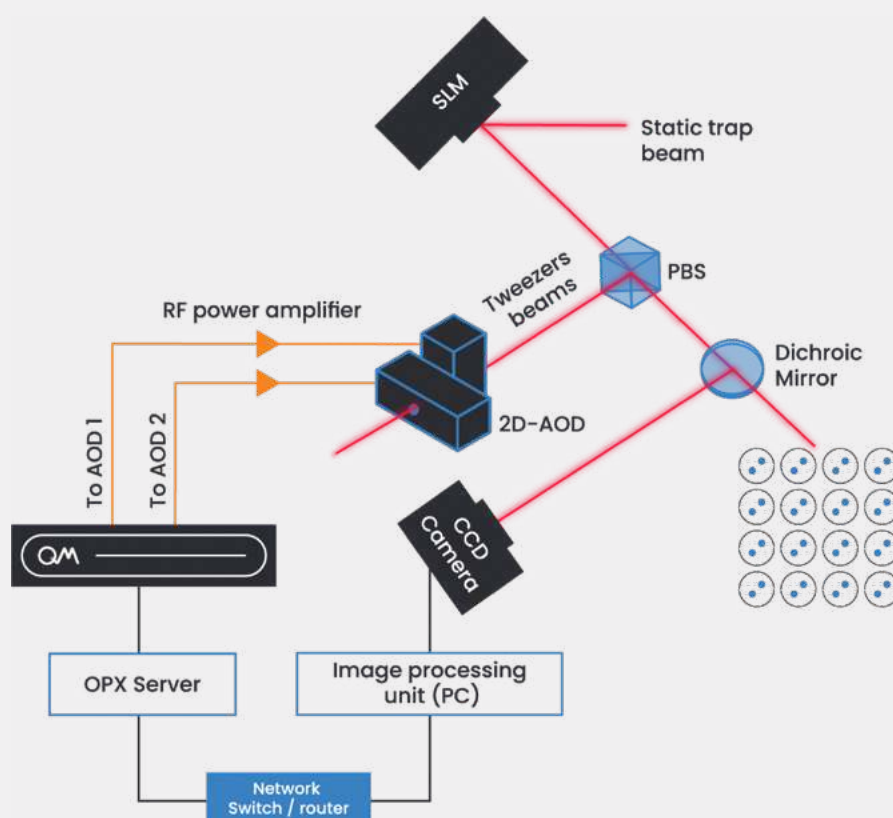 SLM
Static trap
beam
PBS
Tweezers
beams
RF power amplifier
Dichroic
Mirror
To AOD 1
To AOD 2
2D-AOD
CCD
Camera
QM
OPX Server
Image processing
unit (PC)
Network
Switch / router